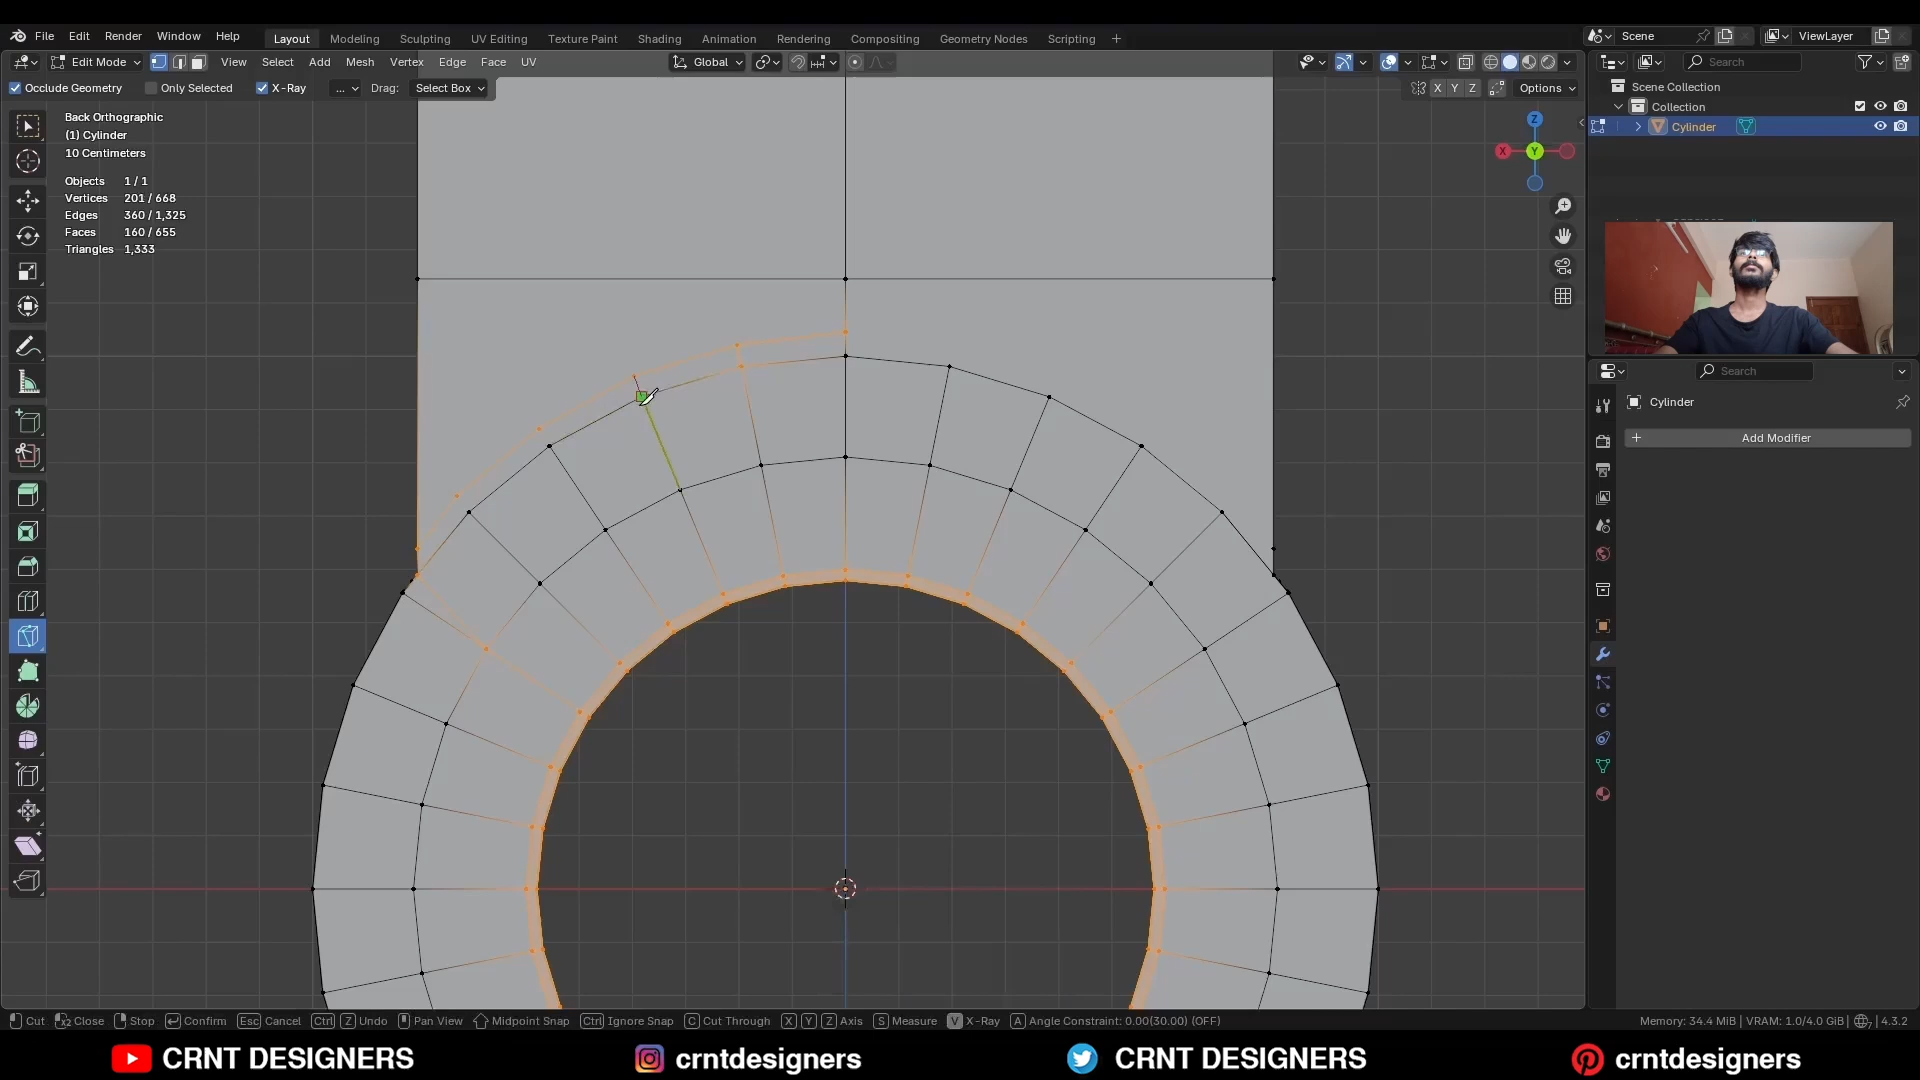 File Edit Render Window Help Layout Modeling Sculpting UV Editing Texture Paint Shading Animation Rendering Compositing Geometry Nodes Scripting + Scene ViewLayer
Edit Mode View Select Add Mesh Vertex Edge Face UV Global Search
Occlude Geometry Only Selected X-Ray ... Drag: Select Box X Y Z Options
Scene Collection
Collection
Cylinder
Back Orthographic
(1) Cylinder
10 Centimeters
Objects 1 / 1
Vertices 201 / 668
Edges 360 / 1,325
Faces 160 / 655
Triangles 1,333
Z
X Y
Search
Cylinder
+ Add Modifier
Cut Close Stop Confirm Esc Cancel Ctrl Z Undo Pan View Midpoint Snap Ctrl Ignore Snap C Cut Through X Y Z Axis S Measure V X-Ray A Angle Constraint: 0.00(30.00) (OFF) Memory: 34.4 MiB | VRAM: 1.0/4.0 GiB | 4.3.2
CRNT DESIGNERS crntdesigners CRNT DESIGNERS crntdesigners